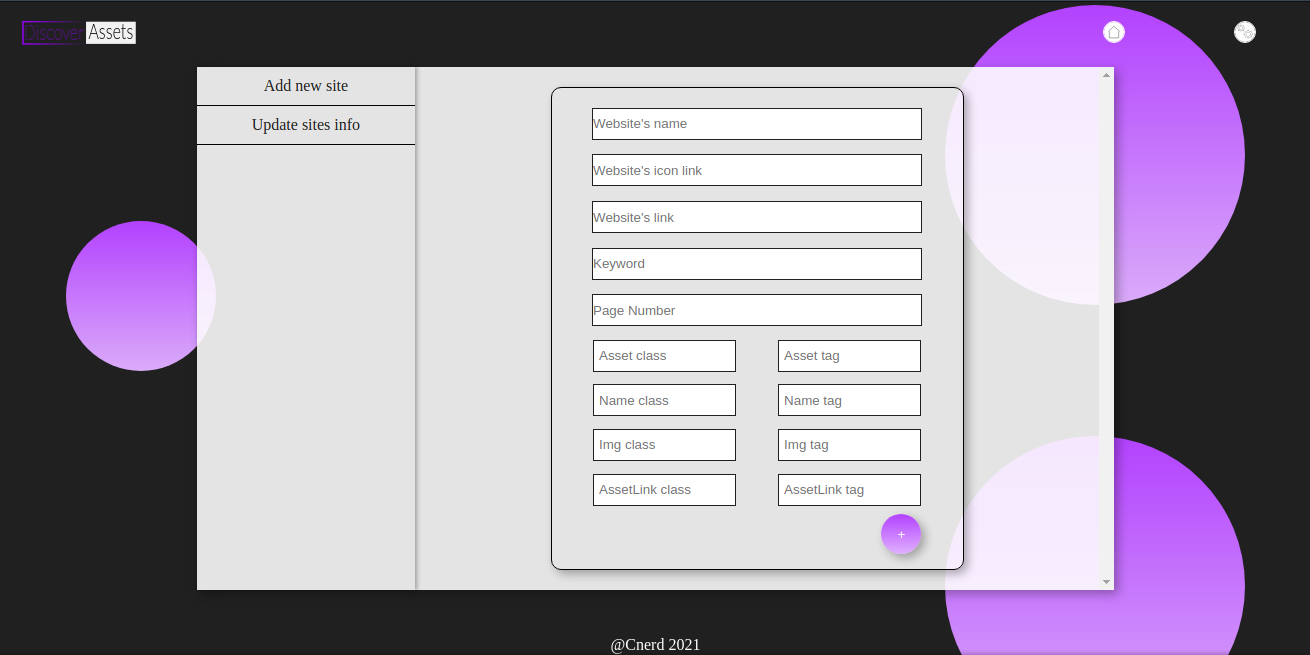 Discover Assets
Add new site
Update sites info
Website's name
Website's icon link
Website's link
Keyword
Page Number
Asset class Asset tag
Name class Name tag
Img class Img tag
AssetLink class AssetLink tag
+
@Cnerd 2021